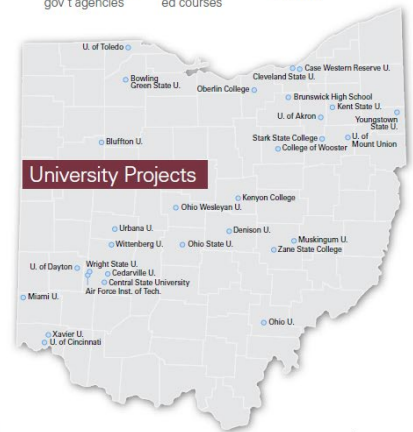 gov't agencies
ed courses
U. of Toledo
Bowling
Green State U.
Case Western Reserve U.
Cleveland State U.
Oberlin College
Brunswick High School
Kent State U.
U. of Akron
Youngstown
State U.
Stark State College
U. of
Mount Union
College of Wooster
Bluffton U.
University Projects
Kenyon College
Ohio Wesleyan U.
Urbana U.
Denison U.
Wittenberg U.
Ohio State U.
Muskingum U.
Zane State College
U. of Dayton
Wright State U.
Cedarville U.
Central State University
Air Force Inst. of Tech.
Miami U.
Ohio U.
Xavier U.
U. of Cincinnati